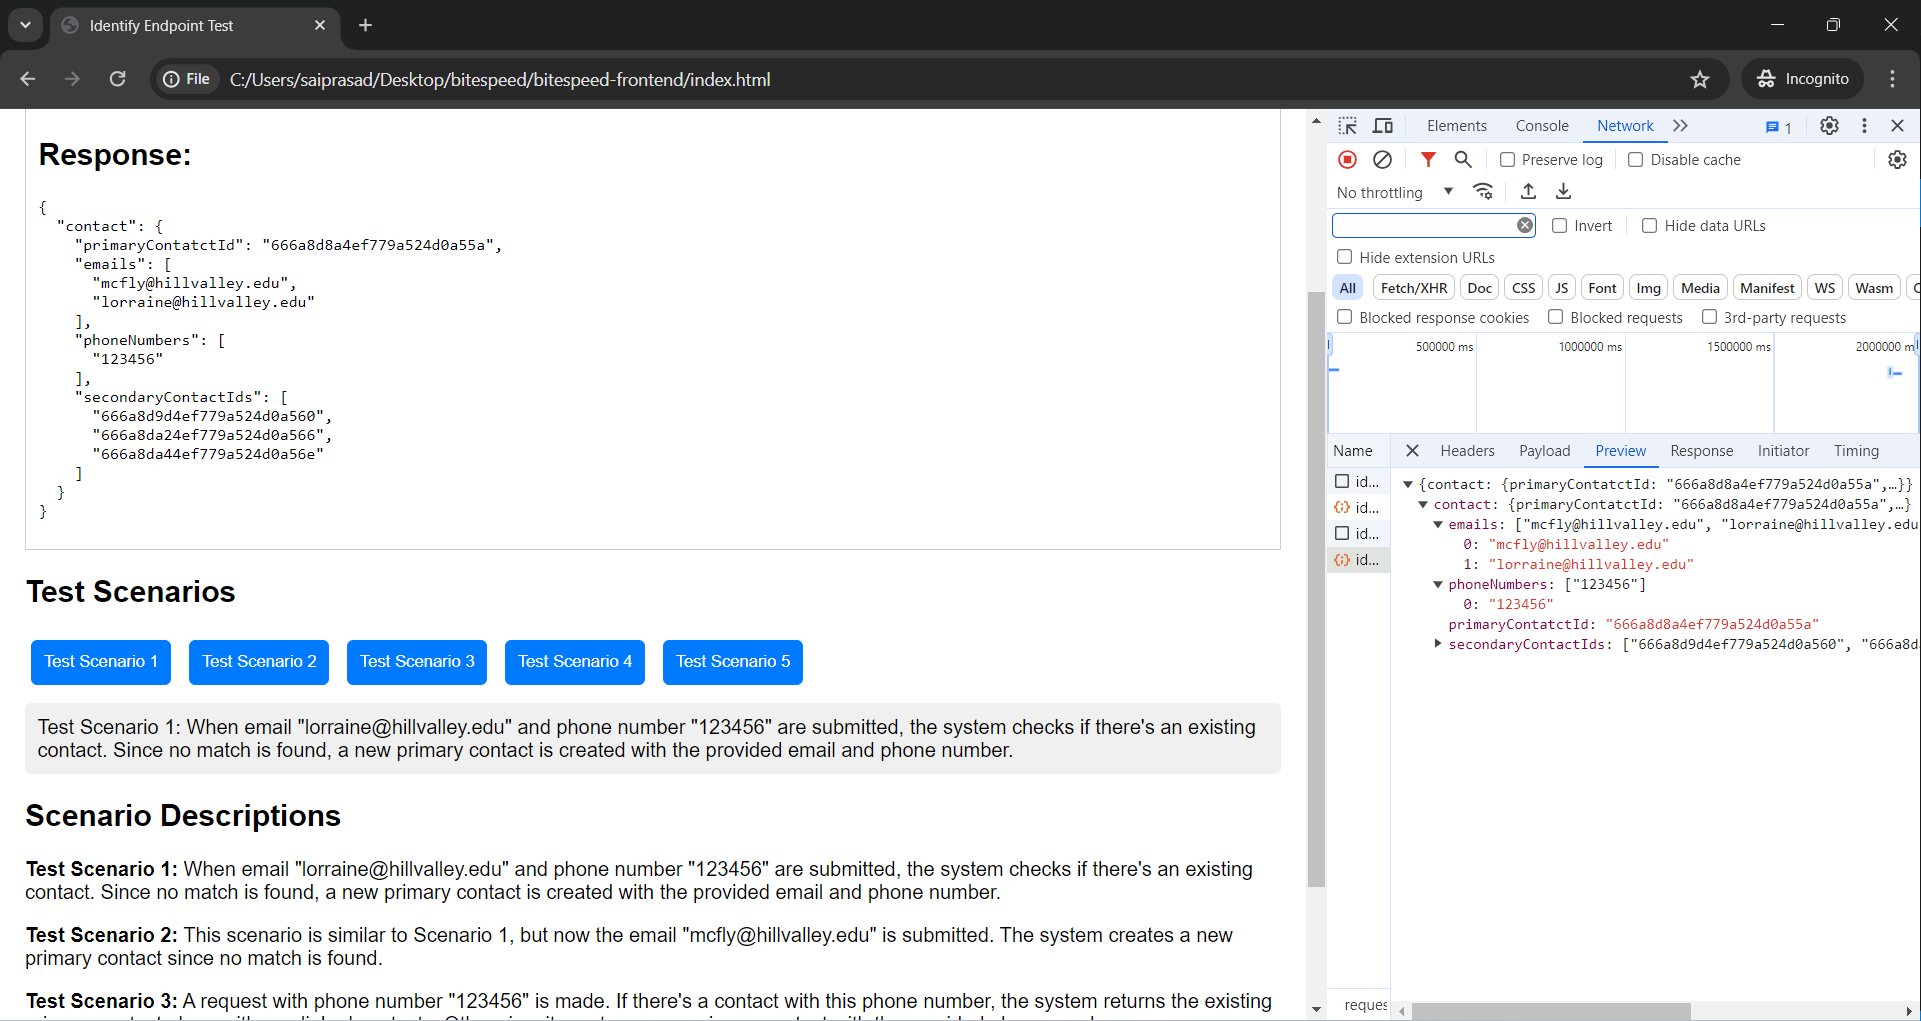 Identify Endpoint Test
File
C:/Users/saiprasad/Desktop/bitespeed/bitespeed-frontend/index.html
Incognito
Response:
{
"contact": {
"primaryContatctId": "666a8d8a4ef779a524d0a55a",
"emails": [
"mcfly@hillvalley.edu",
"lorraine@hillvalley.edu"
],
"phoneNumbers": [
"123456"
],
"secondaryContactIds": [
"666a8d9d4ef779a524d0a560",
"666a8da24ef779a524d0a566",
"666a8da44ef779a524d0a56e"
]
}
}
Test Scenarios
Test Scenario 1 Test Scenario 2 Test Scenario 3 Test Scenario 4 Test Scenario 5
Test Scenario 1: When email "lorraine@hillvalley.edu" and phone number "123456" are submitted, the system checks if there's an existing
contact. Since no match is found, a new primary contact is created with the provided email and phone number.
Scenario Descriptions
Test Scenario 1: When email "lorraine@hillvalley.edu" and phone number "123456" are submitted, the system checks if there's an existing
contact. Since no match is found, a new primary contact is created with the provided email and phone number.
Test Scenario 2: This scenario is similar to Scenario 1, but now the email "mcfly@hillvalley.edu" is submitted. The system creates a new
primary contact since no match is found.
Test Scenario 3: A request with phone number "123456" is made. If there's a contact with this phone number, the system returns the existing
Elements Console Network 1
Preserve log Disable cache
No throttling
Invert Hide data URLs
Hide extension URLs
All Fetch/XHR Doc CSS JS Font Img Media Manifest WS Wasm
Blocked response cookies Blocked requests 3rd-party requests
500000 ms 1000000 ms 1500000 ms 2000000 m
Name Headers Payload Preview Response Initiator Timing
id...
id...
id...
id...
{contact: {primaryContatctId: "666a8d8a4ef779a524d0a55a",…}}
contact: {primaryContatctId: "666a8d8a4ef779a524d0a55a",…}
emails: ["mcfly@hillvalley.edu", "lorraine@hillvalley.edu
0: "mcfly@hillvalley.edu"
1: "lorraine@hillvalley.edu"
phoneNumbers: ["123456"]
0: "123456"
primaryContatctId: "666a8d8a4ef779a524d0a55a"
secondaryContactIds: ["666a8d9d4ef779a524d0a560", "666a8d
reques